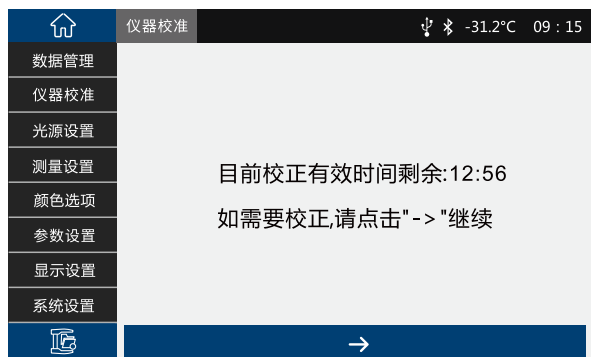 仪器校准
-31.2°C 09：15
数据管理
仪器校准
光源设置
测量设置
颜色选项
参数设置
显示设置
系统设置
目前校正有效时间剩余:12:56
如需要校正,请点击"->"继续